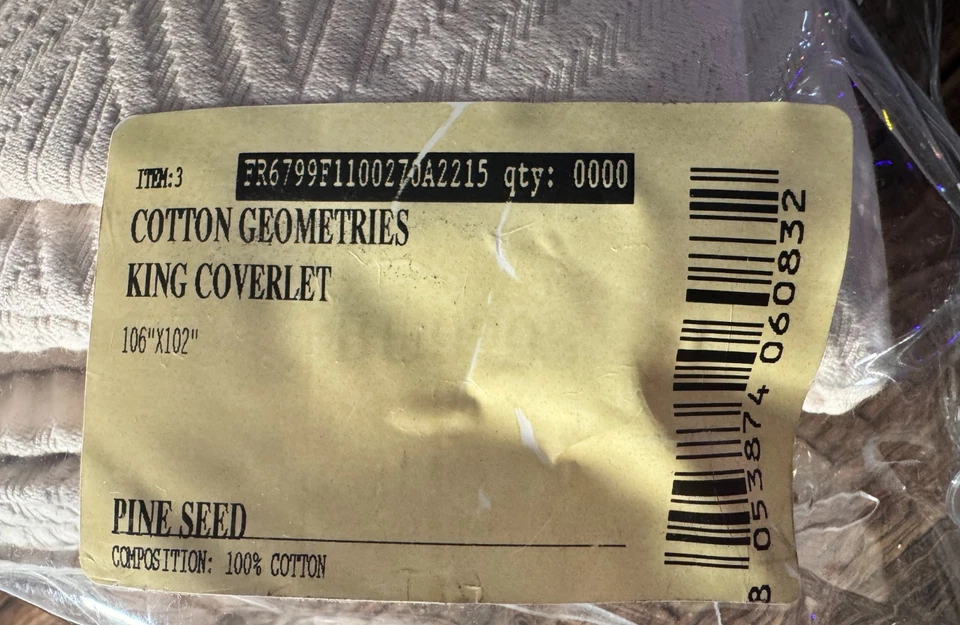 ITEM:3 FR6799F1100270A2215 qty: 0000
COTTON GEOMETRIES
KING COVERLET
106"X102"
PINE SEED
COMPOSITION: 100% COTTON
8 053874 060832